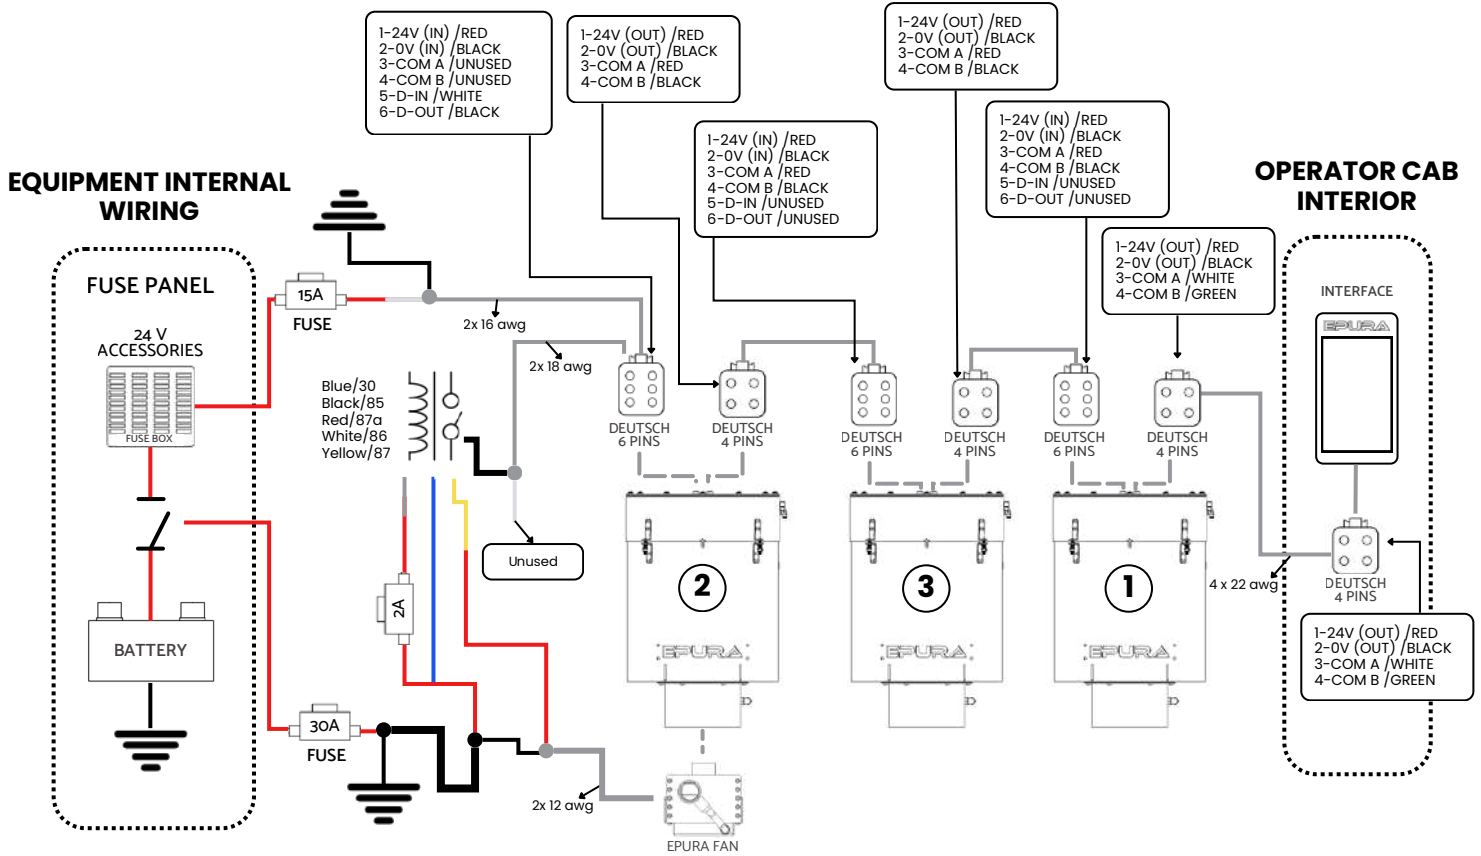 1-24V (IN) /RED
2-0V (IN) /BLACK
3-COM A /UNUSED
4-COM B /UNUSED
5-D-IN /WHITE
6-D-OUT /BLACK
1-24V (OUT) /RED
2-0V (OUT) /BLACK
3-COM A /RED
4-COM B /BLACK
1-24V (IN) /RED
2-0V (IN) /BLACK
3-COM A /RED
4-COM B /BLACK
5-D-IN /UNUSED
6-D-OUT /UNUSED
1-24V (OUT) /RED
2-0V (OUT) /BLACK
3-COM A /RED
4-COM B /BLACK
1-24V (IN) /RED
2-0V (IN) /BLACK
3-COM A /RED
4-COM B /BLACK
5-D-IN /UNUSED
6-D-OUT /UNUSED
1-24V (OUT) /RED
2-0V (OUT) /BLACK
3-COM A /WHITE
4-COM B /GREEN
EQUIPMENT INTERNAL
WIRING
FUSE PANEL
24 V
ACCESSORIES
FUSE BOX
BATTERY
15A
FUSE
2x 16 awg
2x 18 awg
Blue/30
Black/85
Red/87a
White/86
Yellow/87
Unused
2A
30A
FUSE
2x 12 awg
DEUTSCH
6 PINS
DEUTSCH
4 PINS
DEUTSCH
6 PINS
DEUTSCH
4 PINS
DEUTSCH
6 PINS
DEUTSCH
4 PINS
2
EPURA
3
EPURA
1
EPURA
EPURA FAN
OPERATOR CAB
INTERIOR
INTERFACE
EPURA
4 x 22 awg
DEUTSCH
4 PINS
1-24V (OUT) /RED
2-0V (OUT) /BLACK
3-COM A /WHITE
4-COM B /GREEN